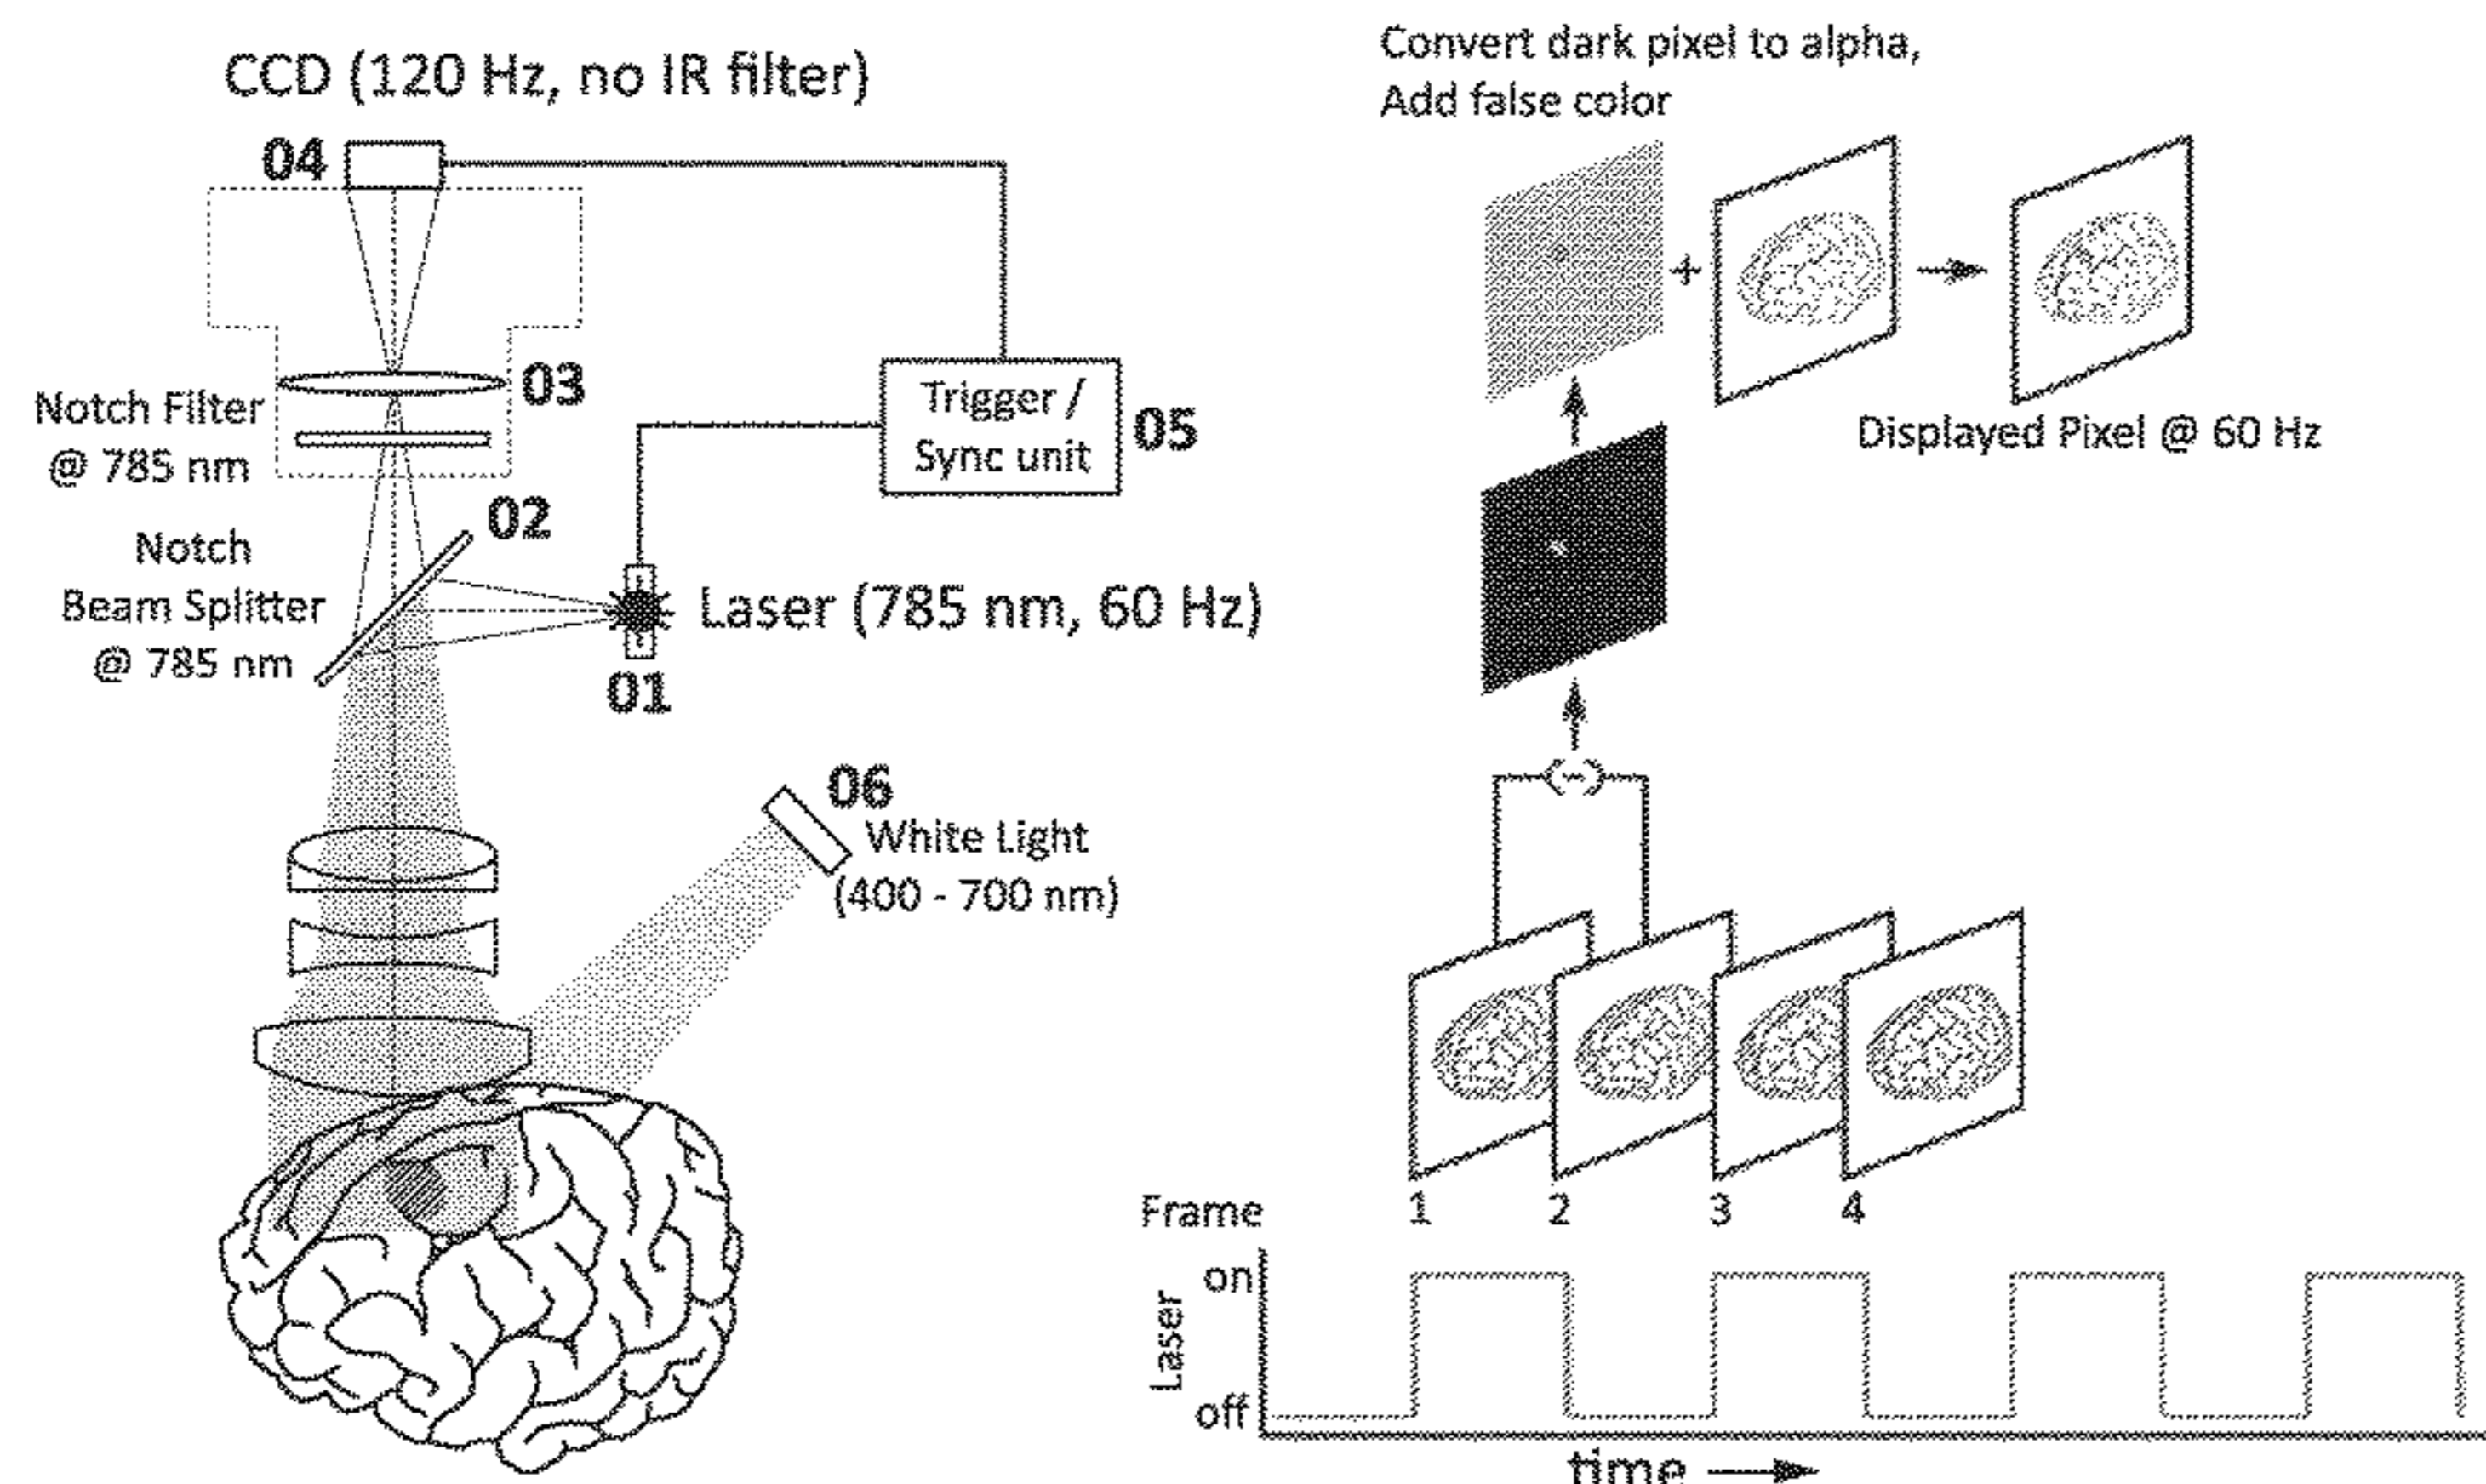 CCD (120 Hz, no IR filter)
04
03
Notch Filter
@ 785 nm
02
Notch
Beam Splitter
@ 785 nm
Trigger /
Sync unit
05
Laser (785 nm, 60 Hz)
01
06
White Light
(400 - 700 nm)
Convert dark pixel to alpha,
Add false color
+
Displayed Pixel @ 60 Hz
(-)
Frame 1 2 3 4
on
Laser
off
time